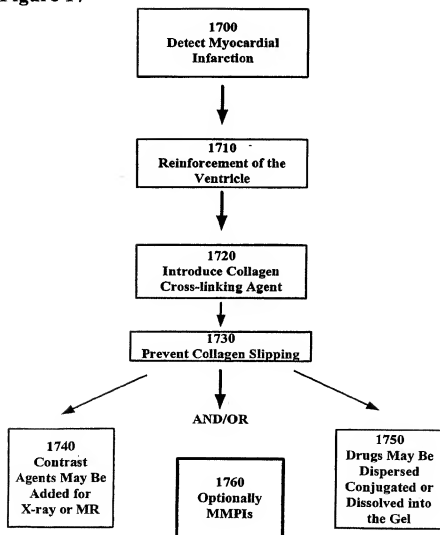 Figure 17
1700
Detect Myocardial
Infarction
1710
Reinforcement of the
Ventricle
1720
Introduce Collagen
Cross-linking Agent
1730
Prevent Collagen Slipping
AND/OR
1740
Contrast
Agents May Be
Added for
X-ray or MR
1760
Optionally
MMPIs
1750
Drugs May Be
Dispersed
Conjugated or
Dissolved into
the Gel